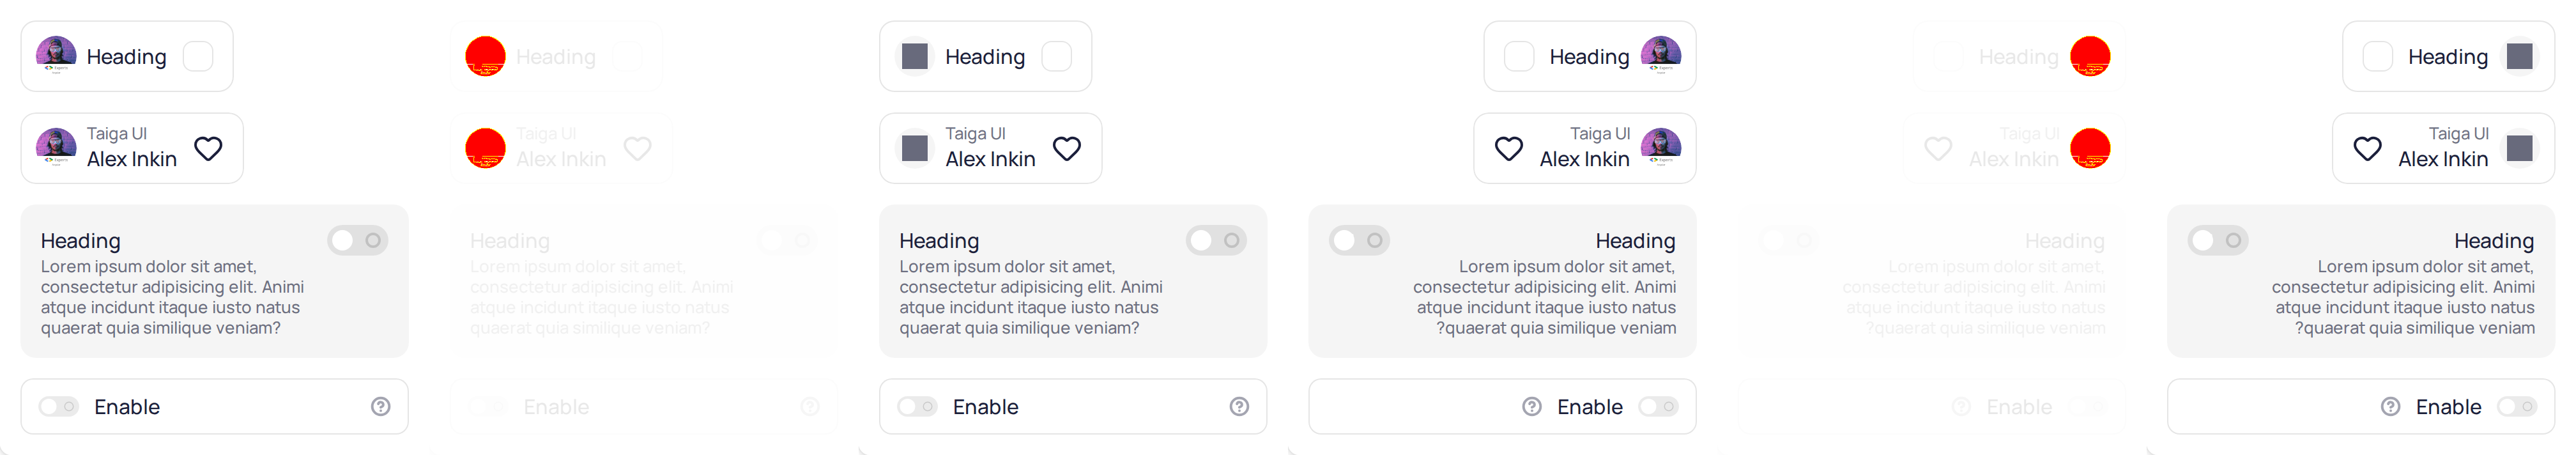 Heading
Taiga UI
Alex Inkin
Heading
Lorem ipsum dolor sit amet,
consectetur adipisicing elit. Animi
atque incidunt itaque iusto natus
quaerat quia similique veniam?
Enable
Heading
Taiga UI
Alex Inkin
Heading
Lorem ipsum dolor sit amet,
consectetur adipisicing elit. Animi
atque incidunt itaque iusto natus
quaerat quia similique veniam?
Enable
Heading
Taiga UI
Alex Inkin
Heading
Lorem ipsum dolor sit amet,
consectetur adipisicing elit. Animi
atque incidunt itaque iusto natus
quaerat quia similique veniam?
Enable
Heading
Taiga UI
Alex Inkin
Heading
Lorem ipsum dolor sit amet,
consectetur adipisicing elit. Animi
atque incidunt itaque iusto natus
?quaerat quia similique veniam
Enable
Heading
Taiga UI
Alex Inkin
Heading
Lorem ipsum dolor sit amet,
consectetur adipisicing elit. Animi
atque incidunt itaque iusto natus
?quaerat quia similique veniam
Enable
Heading
Taiga UI
Alex Inkin
Heading
Lorem ipsum dolor sit amet,
consectetur adipisicing elit. Animi
atque incidunt itaque iusto natus
?quaerat quia similique veniam
Enable